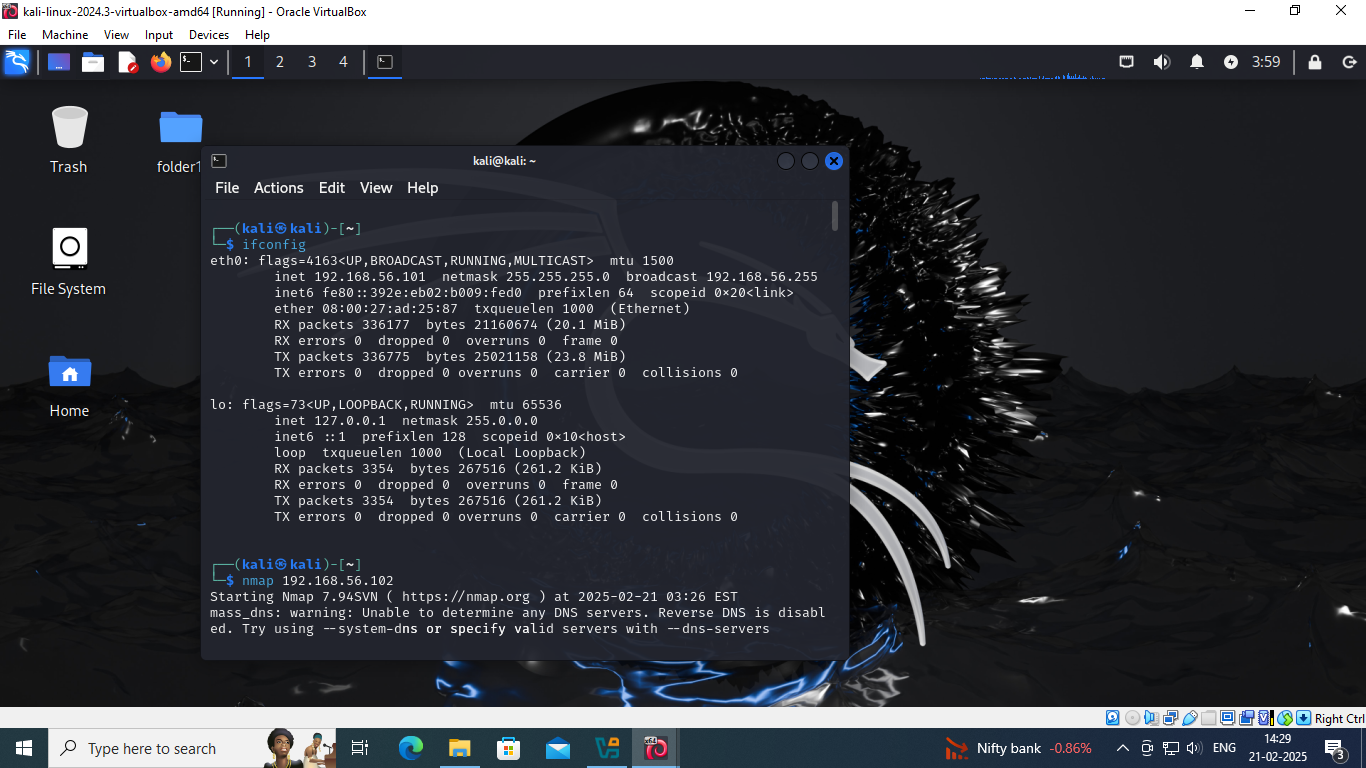 kali-linux-2024.3-virtualbox-amd64 [Running] - Oracle VirtualBox
File Machine View Input Devices Help
1 2 3 4
3:59
Trash
folder1
File System
Home
kali@kali: ~
File Actions Edit View Help
┌──(kali㉿kali)-[~]
└─$ ifconfig
eth0: flags=4163<UP,BROADCAST,RUNNING,MULTICAST>  mtu 1500
        inet 192.168.56.101  netmask 255.255.255.0  broadcast 192.168.56.255
        inet6 fe80::392e:eb02:b009:fed0  prefixlen 64  scopeid 0×20<link>
        ether 08:00:27:ad:25:87  txqueuelen 1000  (Ethernet)
        RX packets 336177  bytes 21160674 (20.1 MiB)
        RX errors 0  dropped 0  overruns 0  frame 0
        TX packets 336775  bytes 25021158 (23.8 MiB)
        TX errors 0  dropped 0 overruns 0  carrier 0  collisions 0
lo: flags=73<UP,LOOPBACK,RUNNING>  mtu 65536
        inet 127.0.0.1  netmask 255.0.0.0
        inet6 ::1  prefixlen 128  scopeid 0×10<host>
        loop  txqueuelen 1000  (Local Loopback)
        RX packets 3354  bytes 267516 (261.2 KiB)
        RX errors 0  dropped 0  overruns 0  frame 0
        TX packets 3354  bytes 267516 (261.2 KiB)
        TX errors 0  dropped 0 overruns 0  carrier 0  collisions 0
┌──(kali㉿kali)-[~]
└─$ nmap 192.168.56.102
Starting Nmap 7.94SVN ( https://nmap.org ) at 2025-02-21 03:26 EST
mass_dns: warning: Unable to determine any DNS servers. Reverse DNS is disabl
ed. Try using --system-dns or specify valid servers with --dns-servers
Right Ctrl
Type here to search
x64
Nifty bank -0.86%
ENG
14:29
21-02-2025
3